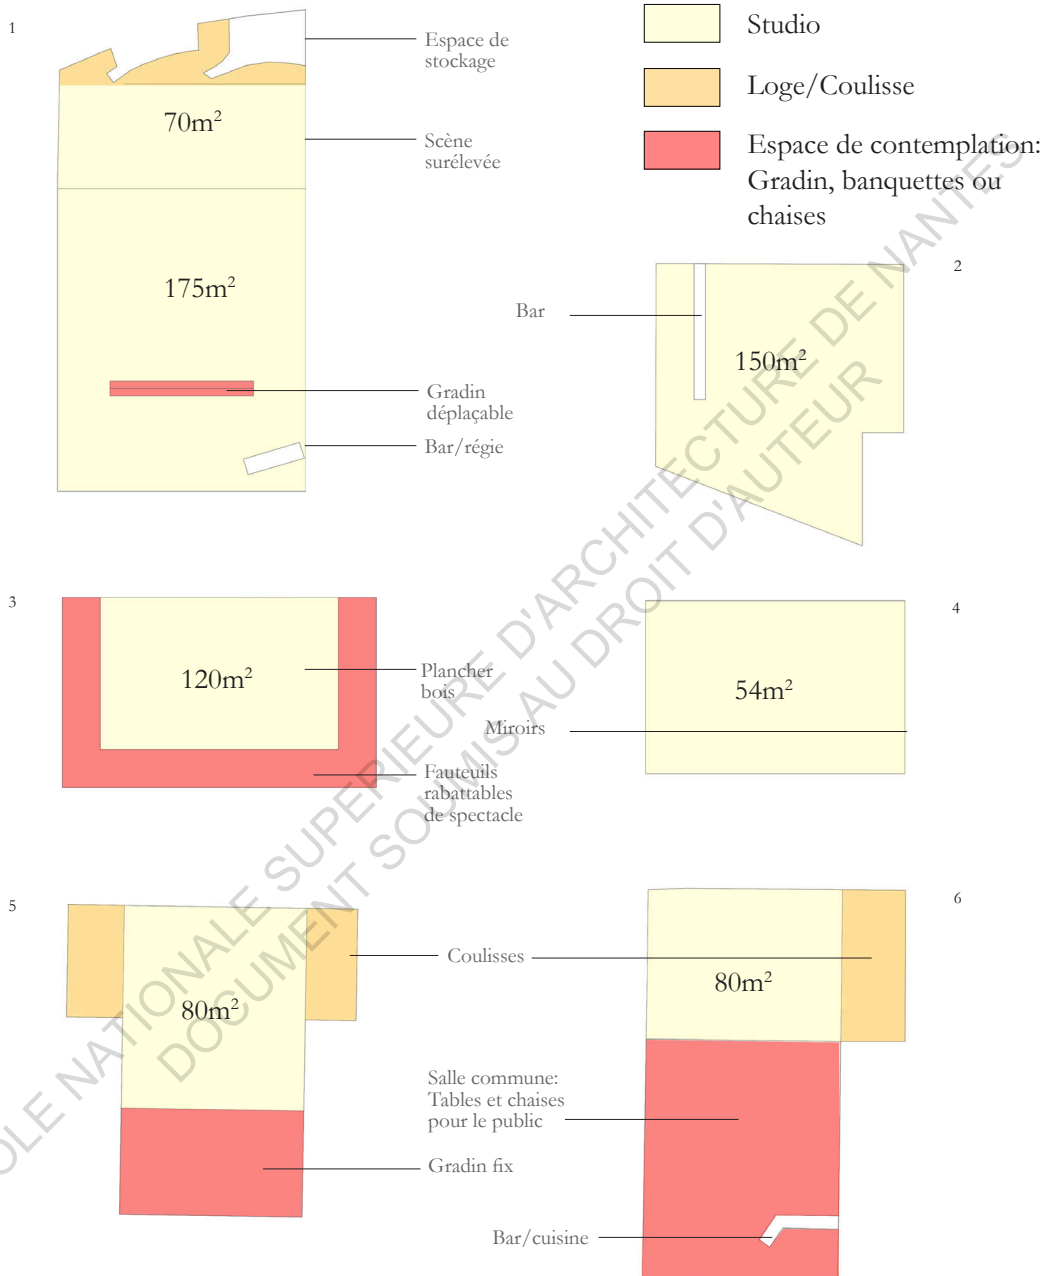 1
Espace de
stockage
70m²
Scène
surélevée
175m²
Gradin
déplaçable
Bar/régie
Studio
Loge/Coulisse
Espace de contemplation:
Gradin, banquettes ou
chaises
2
Bar
150m²
3
120m²
Plancher
bois
Fauteuils
rabattables
de spectacle
4
54m²
Miroirs
5
80m²
Coulisses
Gradin fix
6
80m²
Salle commune:
Tables et chaises
pour le public
Bar/cuisine
OLE NATIONALE SUPERIEURE D'ARCHITECTURE DE NANTES
DOCUMENT SOUMIS AU DROIT D'AUTEUR